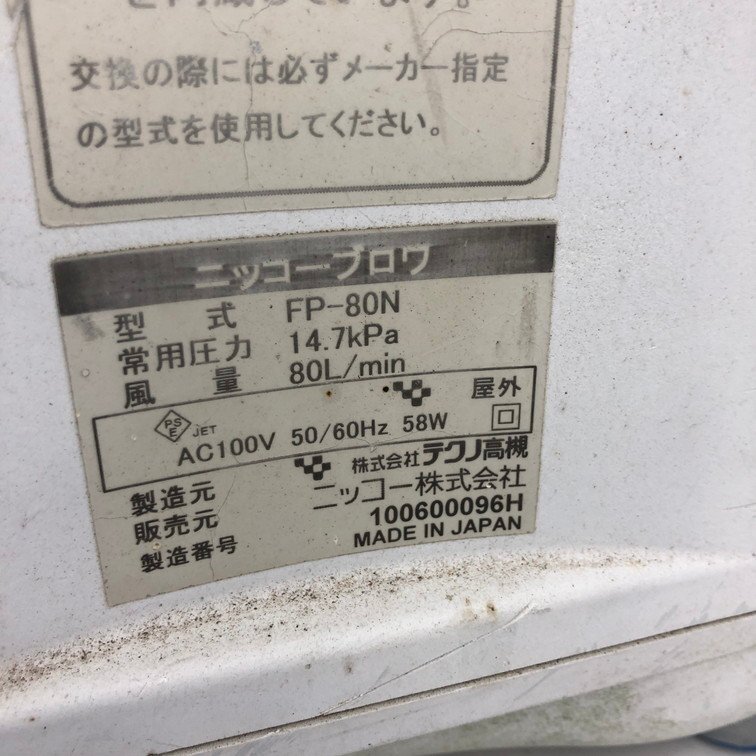 交換の際には必ずメーカー指定
の型式を使用してください。
ニッコーブロワ
型 式 FP-80N
常用圧力 14.7kPa
風 量 80L/min
屋外
PS E JET AC100V 50/60Hz 58W
製造元 株式会社テクノ高槻
販売元 ニッコー株式会社
製造番号 100600096H
MADE IN JAPAN